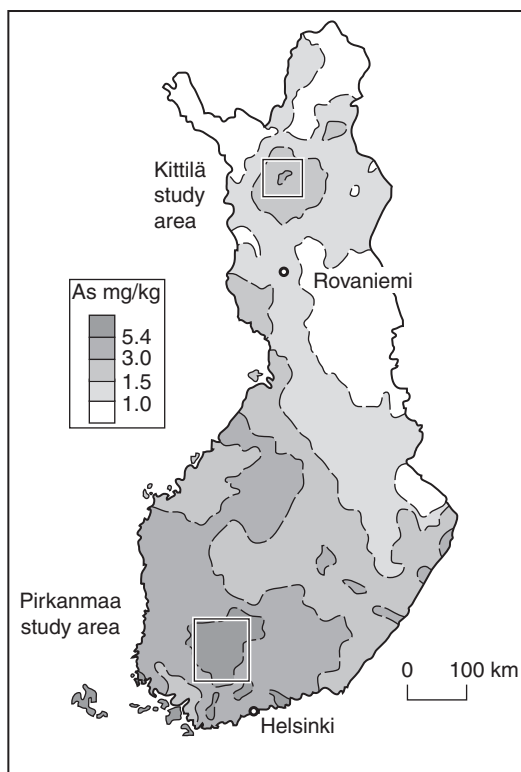 Kittilä
study
area
Rovaniemi
As mg/kg
5.4
3.0
1.5
1.0
Pirkanmaa
study area
0 100 km
Helsinki